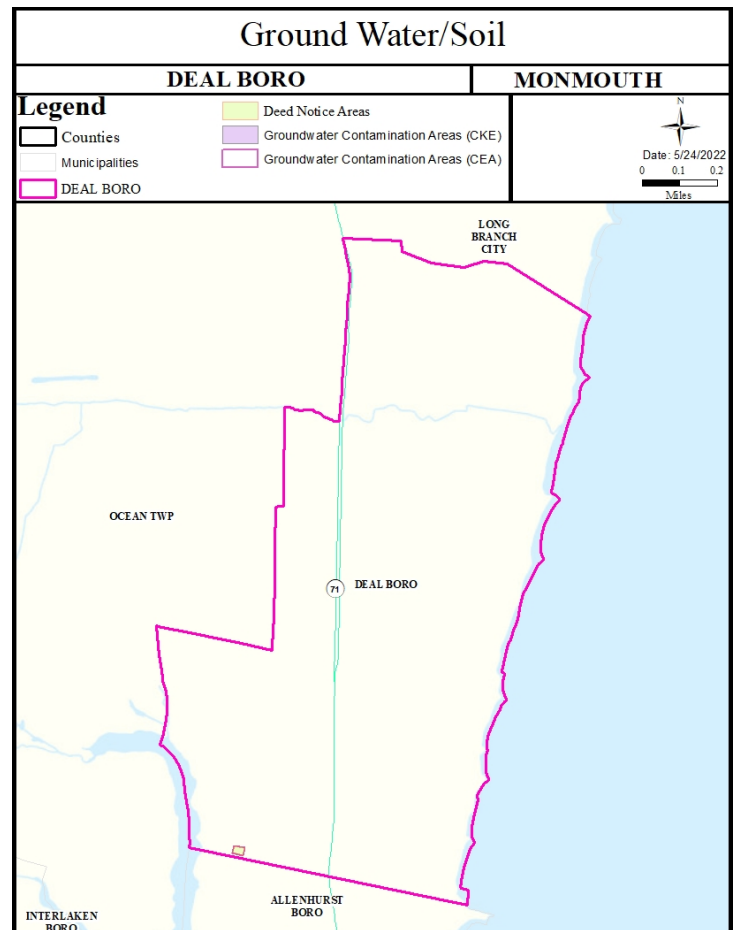 Ground Water/Soil
DEAL BORO
MONMOUTH
Legend
Counties
Municipalities
DEAL BORO
Deed Notice Areas
Groundwater Contamination Areas (CKE)
Groundwater Contamination Areas (CEA)
N
Date: 5/24/2022
0 0.1 0.2
Miles
LONG
BRANCH
CITY
OCEAN TWP
71
DEAL BORO
ALLENHURST
BORO
INTERLAKEN
BORO